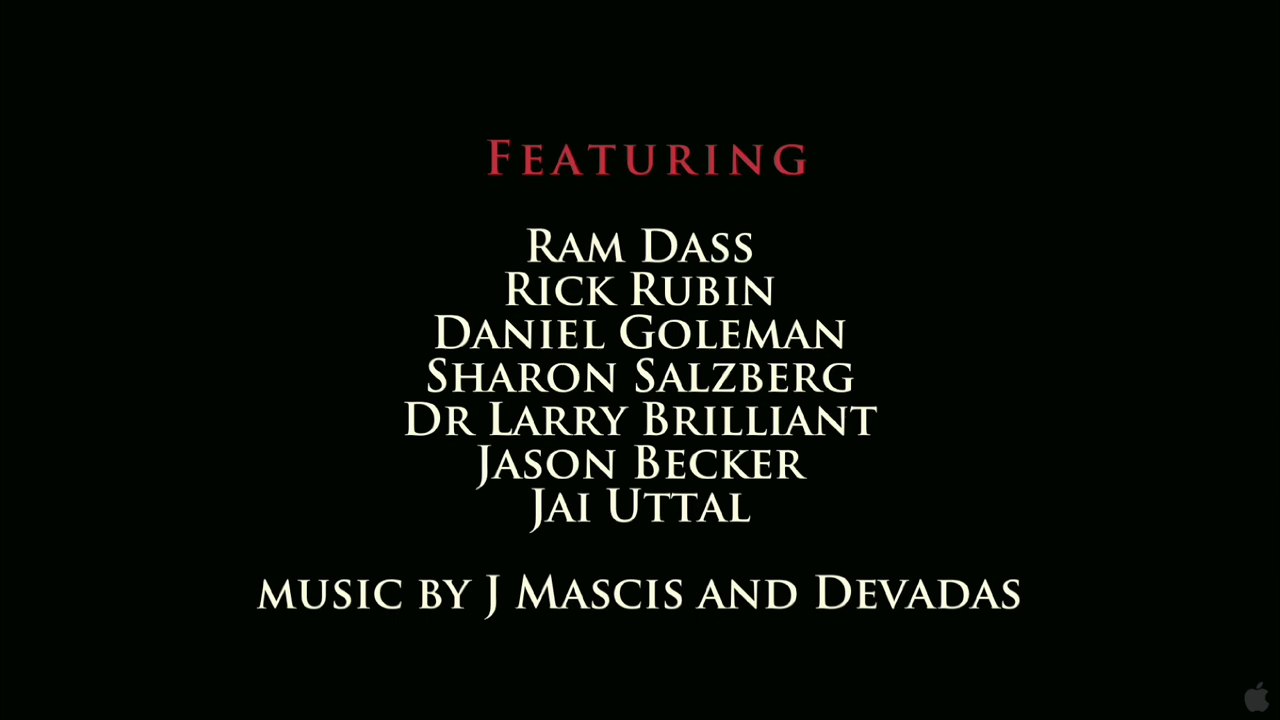 FEATURING
RAM DASS
RICK RUBIN
DANIEL GOLEMAN
SHARON SALZBERG
DR LARRY BRILLIANT
JASON BECKER
JAI UTTAL
MUSIC BY J MASCIS AND DEVADAS